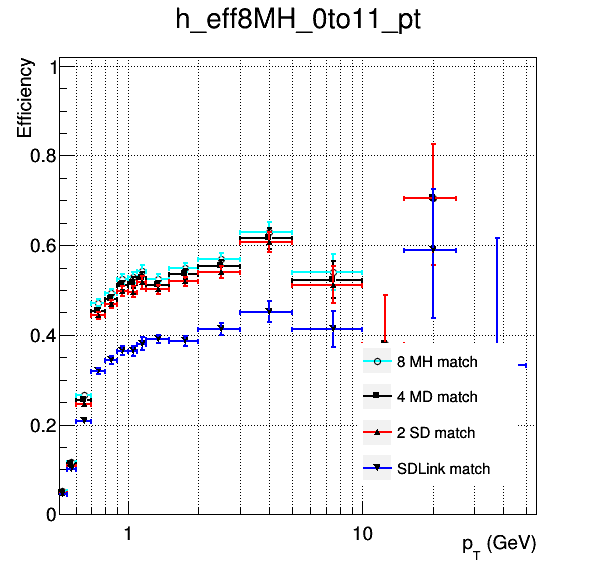 h_eff8MH_0to11_pt
Efficiency
1
0.8
0.6
0.4
0.2
0
8 MH match
4 MD match
2 SD match
SDLink match
1
10
p_T (GeV)